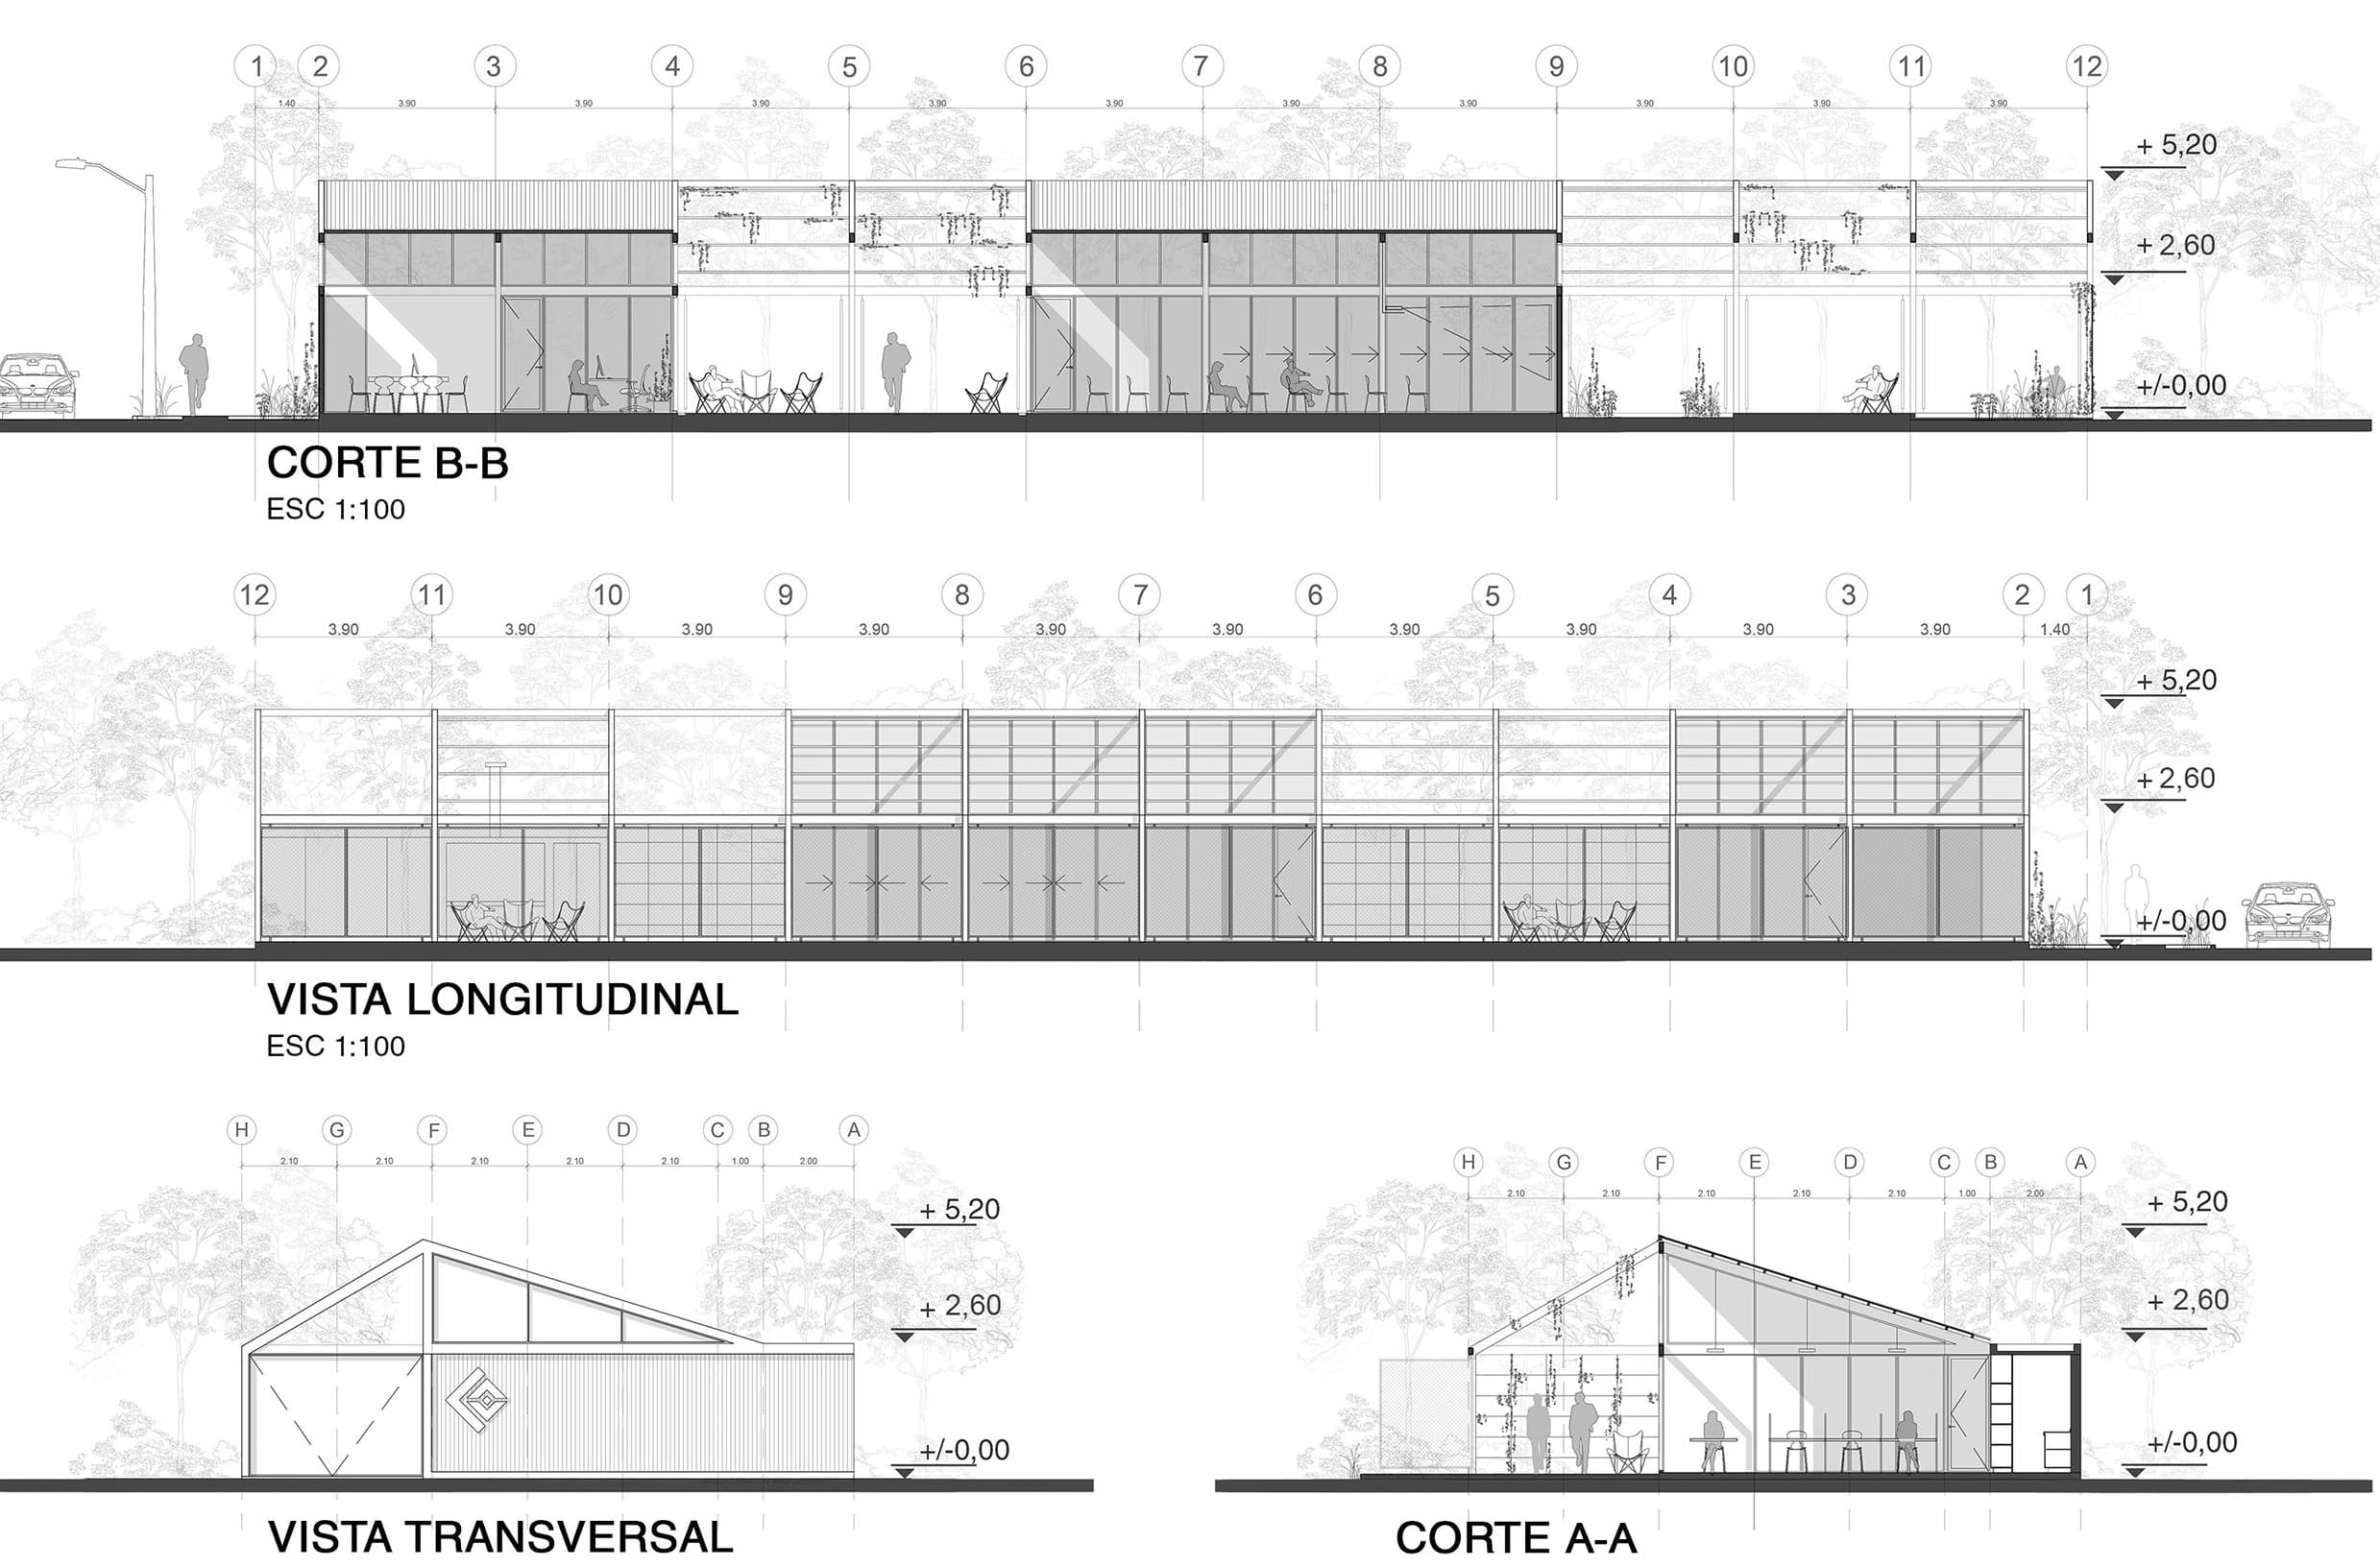 1 2 3 4 5 6 7 8 9 10 11 12
1.40 3.90 3.90 3.90 3.90 3.90 3.90 3.90 3.90 3.90 3.90
+ 5,20
+ 2,60
+/-0,00
CORTE B-B
ESC 1:100
12 11 10 9 8 7 6 5 4 3 2 1
3.90 3.90 3.90 3.90 3.90 3.90 3.90 3.90 3.90 3.90 1.40
+ 5,20
+ 2,60
+/-0,00
VISTA LONGITUDINAL
ESC 1:100
H G F E D C B A
2.10 2.10 2.10 2.10 2.10 1.00 2.00
+ 5,20
+ 2,60
+/-0,00
VISTA TRANSVERSAL
H G F E D C B A
2.10 2.10 2.10 2.10 2.10 1.00 2.00
+ 5,20
+ 2,60
+/-0,00
CORTE A-A